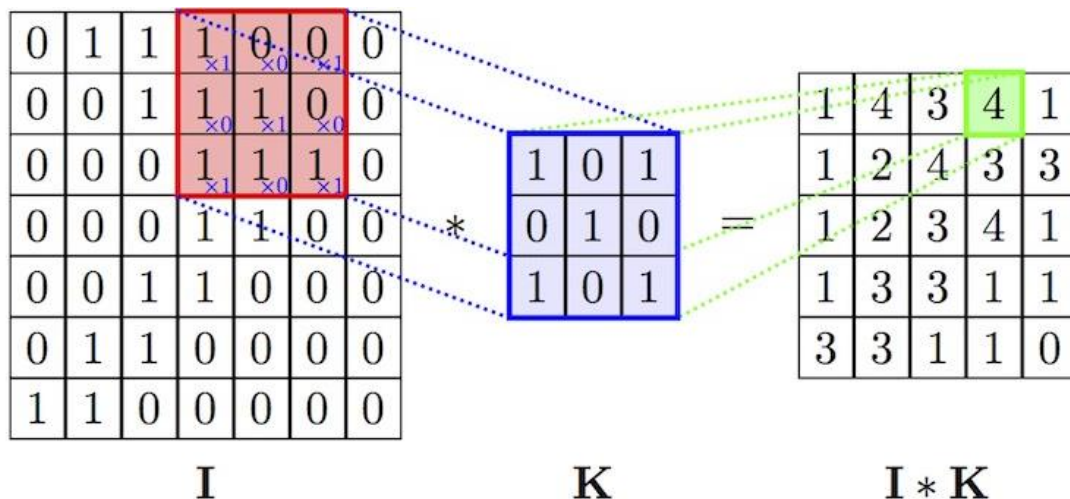 0 1 1 1×1 0×0 0×1 0
0 0 1 1×0 1×1 0×0 0
0 0 0 1×1 1×0 1×1 0
0 0 0 1 1 0 0
0 0 1 1 0 0 0
0 1 1 0 0 0 0
1 1 0 0 0 0 0
I
*
1 0 1
0 1 0
1 0 1
K
=
1 4 3 4 1
1 2 4 3 3
1 2 3 4 1
1 3 3 1 1
3 3 1 1 0
I * K